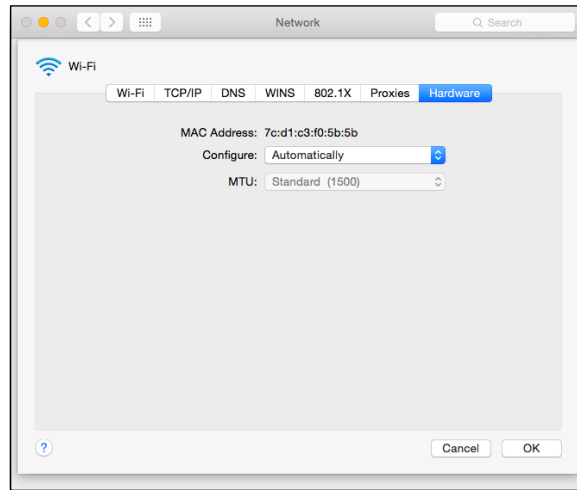 Network
Search
Wi-Fi
Wi-Fi TCP/IP DNS WINS 802.1X Proxies Hardware
MAC Address: 7c:d1:c3:f0:5b:5b
Configure: Automatically
MTU: Standard (1500)
? Cancel OK